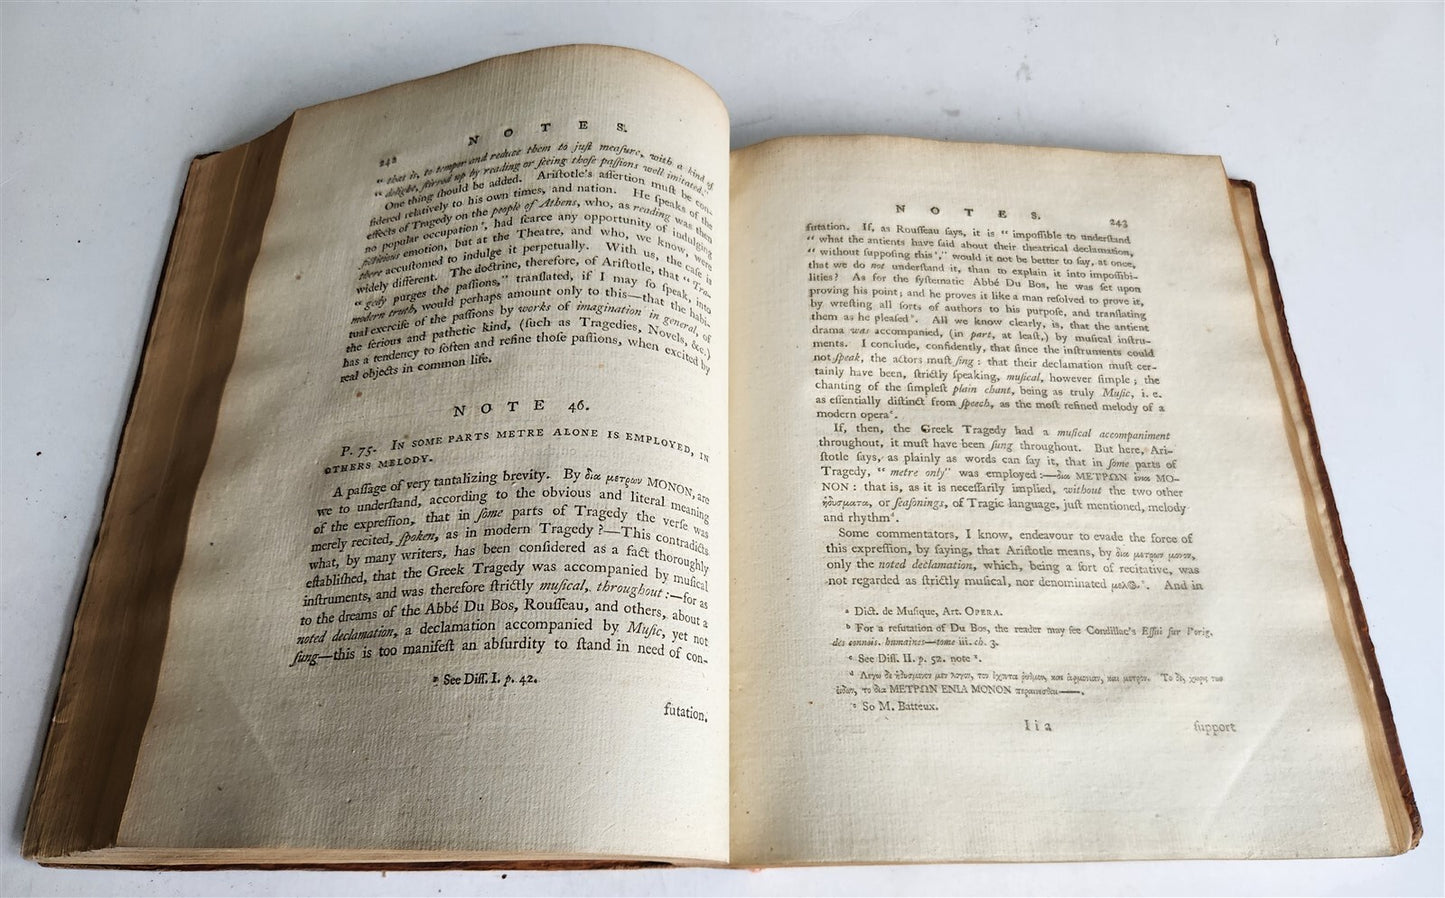 242 N O T E S.
“ that is, to temper and reduce them to juſt meaſure, with a kind of
“ delight, ſtirred up by reading or ſeeing thoſe paſſions well imitated.”
One thing ſhould be added. Ariſtotle's aſſertion muſt be con-
ſidered relatively to his own times, and nation. He ſpeaks of the
effects of Tragedy on the people of Athens, who, as reading was then
no popular occupation, had ſcarce any opportunity of indulging
fictitious emotion, but at the Theatre, and who, we know, were
there accuſtomed to indulge it perpetually. With us, the caſe is
widely different. The doctrine, therefore, of Ariſtotle, that “ Tra-
“ gedy purges the paſſions,” tranſlated, if I may ſo ſpeak, into
modern truth, would perhaps amount only to this—that the habi-
tual exerciſe of the paſſions by works of imagination in general, of
the ſerious and pathetic kind, (ſuch as Tragedies, Novels, &c.)
has a tendency to ſoften and refine thoſe paſſions, when excited by
real objects in common life.
N O T E 46.
P. 75. IN SOME PARTS METRE ALONE IS EMPLOYED, IN
OTHERS MELODY.
A paſſage of very tantalizing brevity. By δια μετρων ΜΟΝΟΝ, are
we to underſtand, according to the obvious and literal meaning
of the expreſſion, that in ſome parts of Tragedy the verſe was
merely recited, ſpoken, as in modern Tragedy ?—This contradicts
what, by many writers, has been conſidered as a fact thoroughly
eſtabliſhed, that the Greek Tragedy was accompanied by muſical
inſtruments, and was therefore ſtrictly muſical, throughout :—for as
to the dreams of the Abbé Du Bos, Rouſſeau, and others, about a
noted declamation, a declamation accompanied by Muſic, yet not
ſung—this is too manifeſt an abſurdity to ſtand in need of con-
See Diſſ. I. p. 42.
futation.
N O T E S. 243
futation. If, as Rouſſeau ſays, it is “ impoſſible to underſtand
“ what the antients have ſaid about their theatrical declamation,
“ without ſuppoſing this,” would it not be better to ſay, at once,
that we do not underſtand it, than to explain it into impoſſibi-
lities? As for the ſyſtematic Abbé Du Bos, he was ſet upon
proving his point; and he proves it like a man reſolved to prove it,
by wreſting all ſorts of authors to his purpoſe, and tranſlating
them as he pleaſed. All we know clearly, is, that the antient
drama was accompanied, (in part, at leaſt,) by muſical inſtru-
ments. I conclude, confidently, that ſince the inſtruments could
not ſpeak, the actors muſt ſing : that their declamation muſt cer-
tainly have been, ſtrictly ſpeaking, muſical, however ſimple ; the
chanting of the ſimpleſt plain chant, being as truly Muſic, i. e.
as eſſentially diſtinct from ſpeech, as the moſt refined melody of a
modern opera.
If, then, the Greek Tragedy had a muſical accompaniment
throughout, it muſt have been ſung throughout. But here, Ari-
ſtotle ſays, as plainly as words can ſay it, that in ſome parts of
Tragedy, “ metre only” was employed :—δια ΜΕΤΡΩΝ ενια ΜΟ-
ΝΟΝ : that is, as it is neceſſarily implied, without the two other
ἡδυσματα, or ſeaſonings, of Tragic language, juſt mentioned, melody
and rhythm.
Some commentators, I know, endeavour to evade the force of
this expreſſion, by ſaying, that Ariſtotle means, by δια μετρων μονον,
only the noted declamation, which, being a ſort of recitative, was
not regarded as ſtrictly muſical, nor denominated μελος. And in
a Dict. de Muſique, Art. OPERA.
b For a refutation of Du Bos, the reader may ſee Condillac's Eſſai ſur l'orig.
des connois. humaines—tome iii. ch. 3.
c See Diſſ. II. p. 52. note
d Λεγω δε ἡδυσμενον μεν λογον, τον ἐχοντα ῥυθμον, και ἁρμονιαν, και μετρον. Το δε, χωρις των
ειδων, το δια ΜΕΤΡΩΝ ΕΝΙΑ ΜΟΝΟΝ περαινεσθαι——.
e So M. Batteux.
I i 2 ſupport